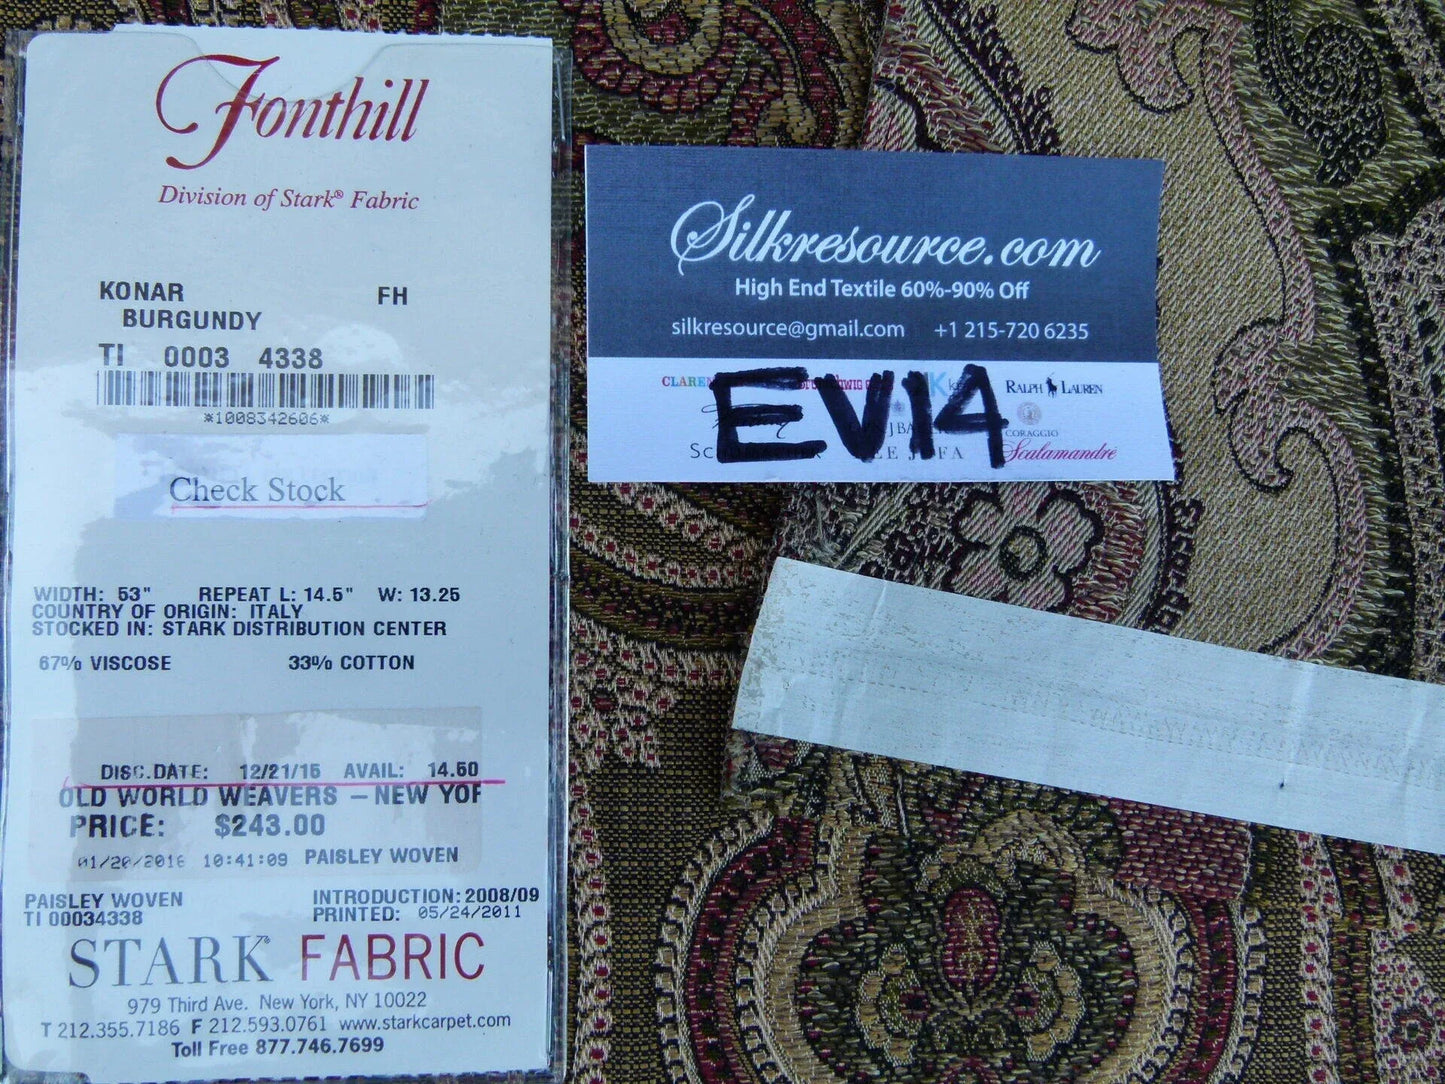 Fonthill
Division of Stark® Fabric
KONAR FH
BURGUNDY
TI 0003 4338
*1008342606*
Check Stock
WIDTH: 53" REPEAT L: 14.5" W: 13.25
COUNTRY OF ORIGIN: ITALY
STOCKED IN: STARK DISTRIBUTION CENTER
67% VISCOSE 33% COTTON
DISC.DATE: 12/21/15 AVAIL: 14.50
OLD WORLD WEAVERS – NEW YOR
PRICE: $243.00
01/20/2016 10:41:09 PAISLEY WOVEN
PAISLEY WOVEN INTRODUCTION: 2008/09
TI 00034338 PRINTED: 05/24/2011
STARK® FABRIC
979 Third Ave. New York, NY 10022
T 212.355.7186 F 212.593.0761 www.starkcarpet.com
Toll Free 877.746.7699
Silkresource.com
High End Textile 60%-90% Off
silkresource@gmail.com +1 215-720 6235
EV14
RALPH LAUREN
CORAGGIO
Scalamandré